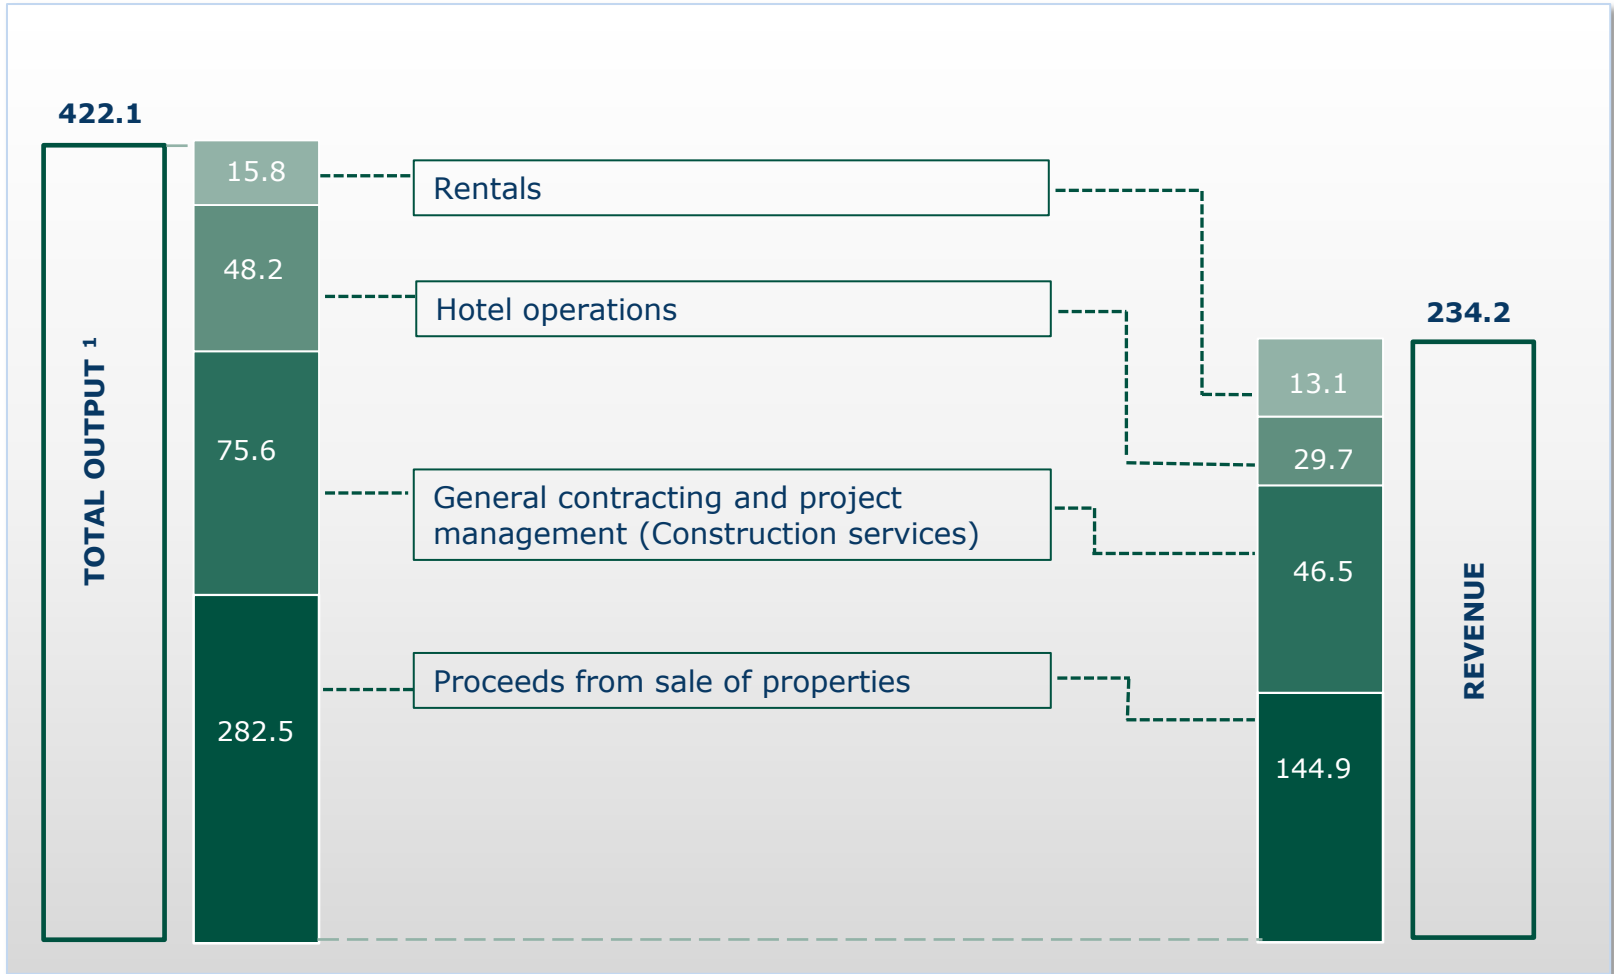 422.1
TOTAL OUTPUT ¹
15.8
48.2
75.6
282.5
Rentals
Hotel operations
General contracting and project
management (Construction services)
Proceeds from sale of properties
13.1
29.7
46.5
144.9
234.2
REVENUE